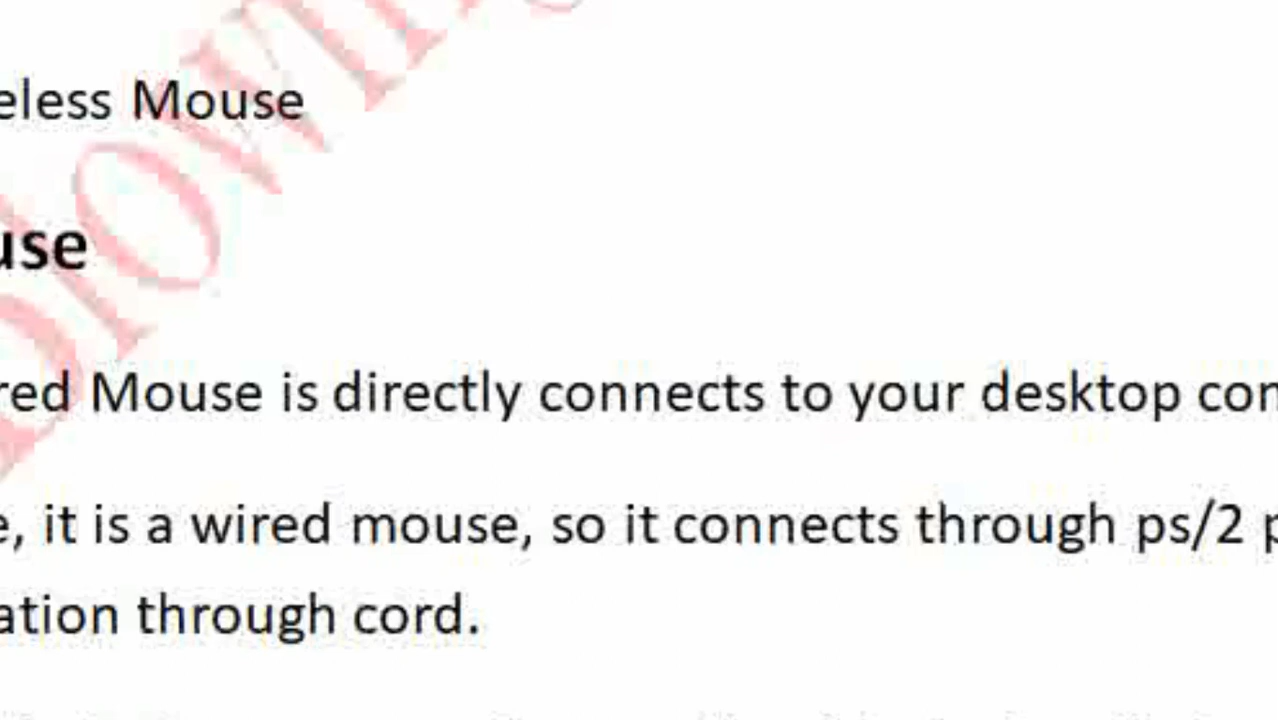 eless Mouse
use
red Mouse is directly connects to your desktop con
e, it is a wired mouse, so it connects through ps/2 p
ation through cord.